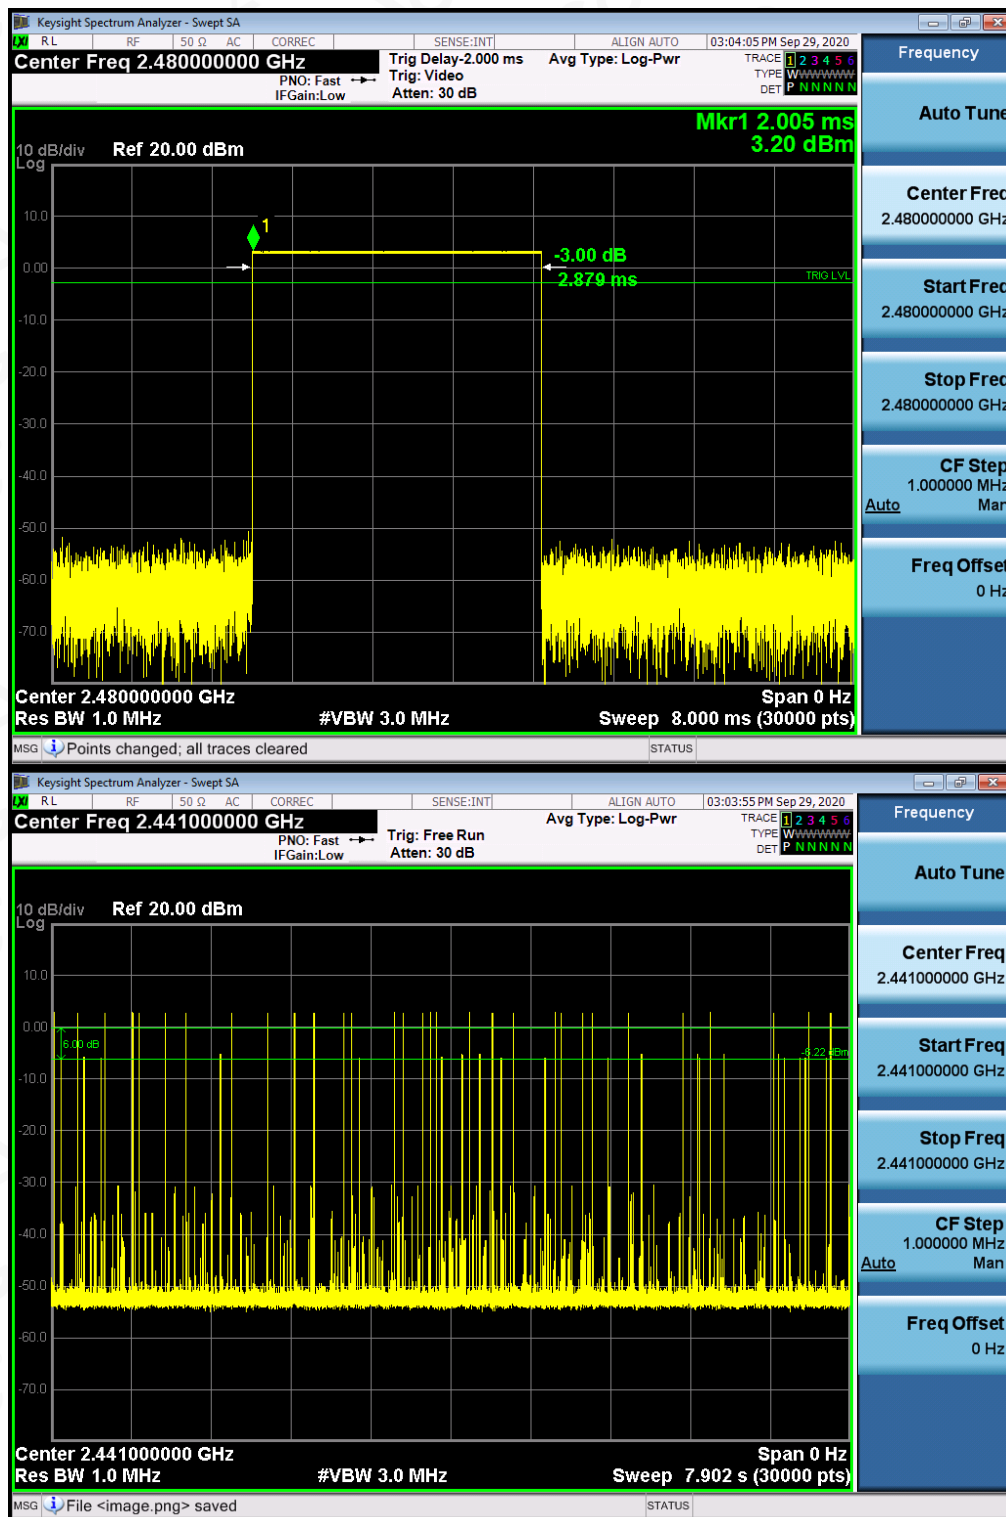 Keysight Spectrum Analyzer - Swept SA
LXI RL RF 50 Ω AC CORREC SENSE:INT ALIGN AUTO 03:04:05 PM Sep 29, 2020
Center Freq 2.480000000 GHz
PNO: Fast
IFGain:Low
Trig Delay-2.000 ms
Trig: Video
Atten: 30 dB
Avg Type: Log-Pwr
TRACE 1 2 3 4 5 6
TYPE WWWWWW
DET P N N N N N
Mkr1 2.005 ms
3.20 dBm
10 dB/div Ref 20.00 dBm
Log
10.0
1
-3.00 dB
0.00
2.879 ms
TRIG LVL
-10.0
-20.0
-30.0
-40.0
-50.0
-60.0
-70.0
Center 2.480000000 GHz Span 0 Hz
Res BW 1.0 MHz #VBW 3.0 MHz Sweep 8.000 ms (30000 pts)
MSG Points changed; all traces cleared STATUS
Frequency
Auto Tune
Center Freq
2.480000000 GHz
Start Freq
2.480000000 GHz
Stop Freq
2.480000000 GHz
CF Step
1.000000 MHz
Auto Man
Freq Offset
0 Hz
Keysight Spectrum Analyzer - Swept SA
LXI RL RF 50 Ω AC CORREC SENSE:INT ALIGN AUTO 03:03:55 PM Sep 29, 2020
Center Freq 2.441000000 GHz
PNO: Fast
IFGain:Low
Trig: Free Run
Atten: 30 dB
Avg Type: Log-Pwr
TRACE 1 2 3 4 5 6
TYPE WWWWWW
DET P N N N N N
10 dB/div Ref 20.00 dBm
Log
10.0
0.00
6.00 dB
-6.22 dBm
-10.0
-20.0
-30.0
-40.0
-50.0
-60.0
-70.0
Center 2.441000000 GHz Span 0 Hz
Res BW 1.0 MHz #VBW 3.0 MHz Sweep 7.902 s (30000 pts)
MSG File <image.png> saved STATUS
Frequency
Auto Tune
Center Freq
2.441000000 GHz
Start Freq
2.441000000 GHz
Stop Freq
2.441000000 GHz
CF Step
1.000000 MHz
Auto Man
Freq Offset
0 Hz